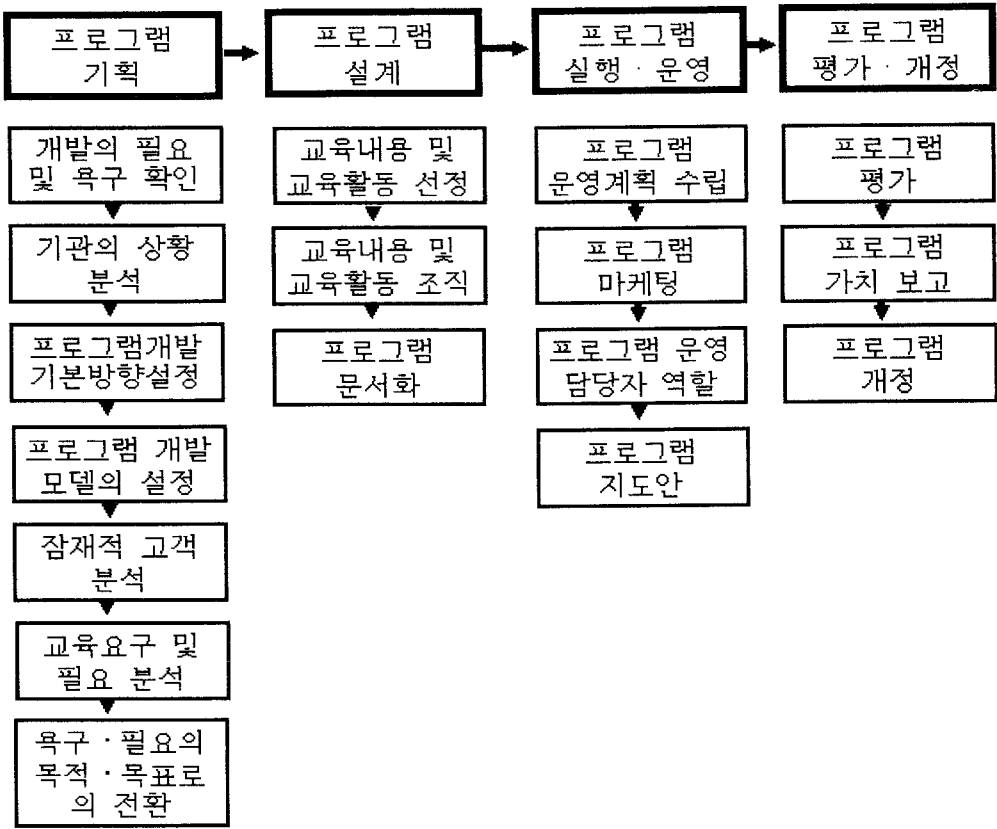 프로그램
기획
프로그램
설계
프로그램
실행 · 운영
프로그램
평가 · 개정
개발의 필요
및 욕구 확인
기관의 상황
분석
프로그램개발
기본방향설정
프로그램 개발
모델의 설정
잠재적 고객
분석
교육요구 및
필요 분석
욕구 · 필요의
목적 · 목표로
의 전환
교육내용 및
교육활동 선정
교육내용 및
교육활동 조직
프로그램
문서화
프로그램
운영계획 수립
프로그램
마케팅
프로그램 운영
담당자 역할
프로그램
지도안
프로그램
평가
프로그램
가치 보고
프로그램
개정